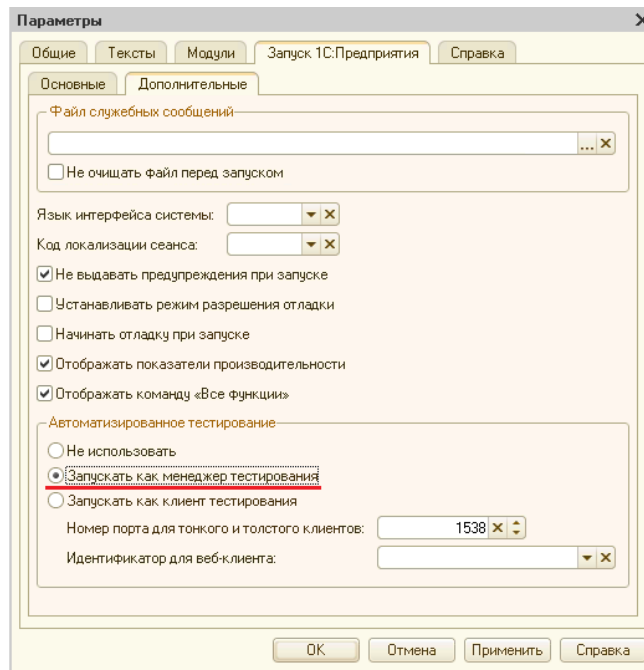 Параметры
Общие Тексты Модули Запуск 1С:Предприятия Справка
Основные Дополнительные
Файл служебных сообщений
...
Не очищать файл перед запуском
Язык интерфейса системы:
Код локализации сеанса:
Не выдавать предупреждения при запуске
Устанавливать режим разрешения отладки
Начинать отладку при запуске
Отображать показатели производительности
Отображать команду «Все функции»
Автоматизированное тестирование
Не использовать
Запускать как менеджер тестирования
Запускать как клиент тестирования
Номер порта для тонкого и толстого клиентов: 1538
Идентификатор для веб-клиента:
OK Отмена Применить Справка